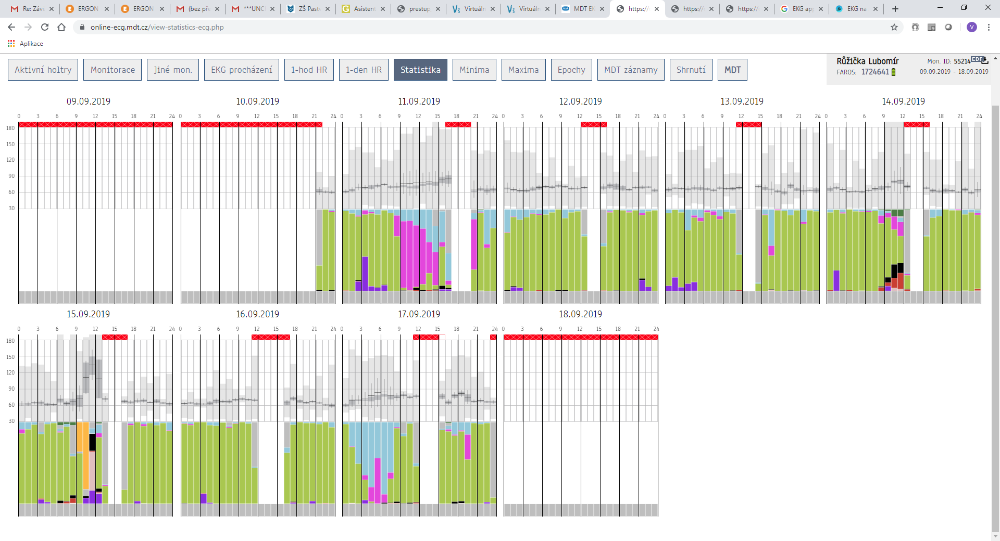 Re: Závě
ERGON
ERGON
(bez pře
***UNC
ZŠ Pastv
Asistent
prestup
Virtuáln
Virtuáln
MDT EK
https://
https://
https://
EKG app
EKG na
online-ecg.mdt.cz/view-statistics-ecg.php
V
Aplikace
Aktivní holtry
Monitorace
Jiné mon.
EKG procházení
1-hod HR
1-den HR
Statistika
Minima
Maxima
Epochy
MDT záznamy
Shrnutí
MDT
Růžička Lubomír
Mon. ID: 55214
EDF
FAROS: 1724641
09.09.2019 - 18.09.2019
09.09.2019 10.09.2019 11.09.2019 12.09.2019 13.09.2019 14.09.2019
0 3 6 9 12 15 18 21 24 0 3 6 9 12 15 18 21 24 0 3 6 9 12 15 18 21 24 0 3 6 9 12 15 18 21 24 0 3 6 9 12 15 18 21 24 0 3 6 9 12 15 18 21 24
180
150
120
90
60
30
15.09.2019 16.09.2019 17.09.2019 18.09.2019
0 3 6 9 12 15 18 21 24 0 3 6 9 12 15 18 21 24 0 3 6 9 12 15 18 21 24 0 3 6 9 12 15 18 21 24
180
150
120
90
60
30